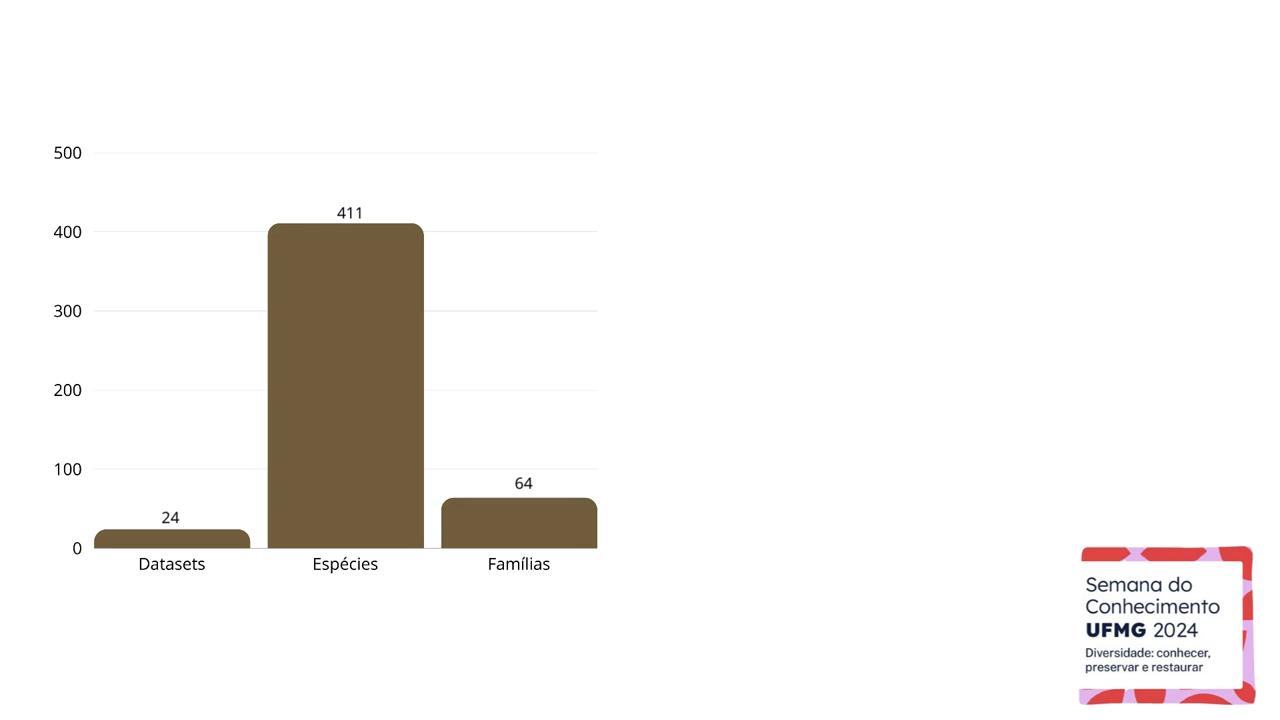 500
400
300
200
100
0
24
411
64
Datasets
Espécies
Famílias
Semana do
Conhecimento
UFMG 2024
Diversidade: conhecer,
preservar e restaurar